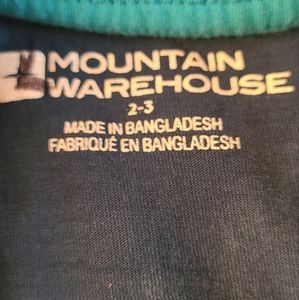 MOUNTAIN
WAREHOUSE
2-3
MADE IN BANGLADESH
FABRIQUÉ EN BANGLADESH